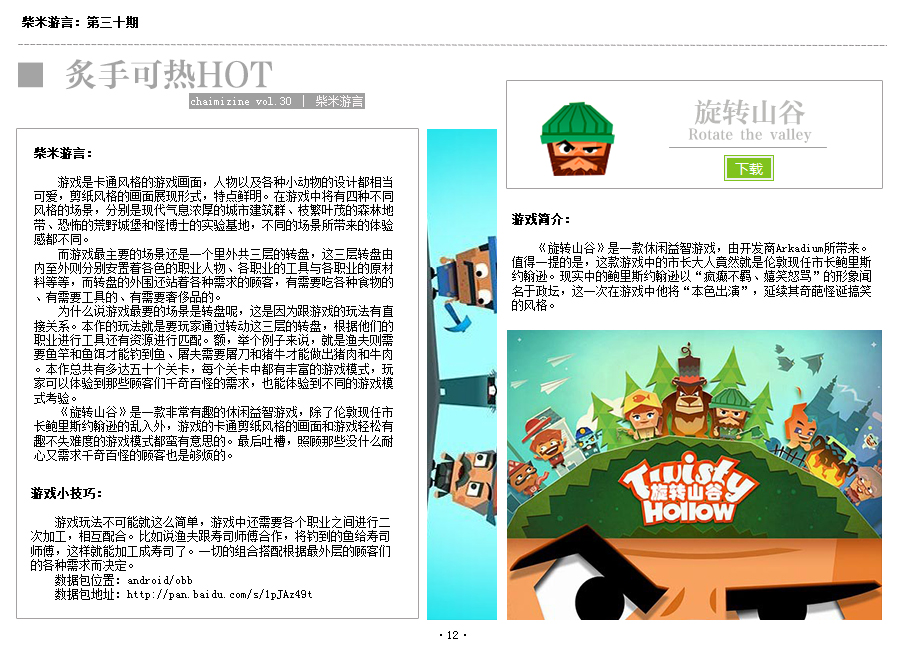 柴米游言：第三十期
炙手可热HOT
chaimizine vol.30 | 柴米游言
柴米游言：
游戏是卡通风格的游戏画面，人物以及各种小动物的设计都相当
可爱，剪纸风格的画面展现形式，特点鲜明。在游戏中将有四种不同
风格的场景，分别是现代气息浓厚的城市建筑群、枝繁叶茂的森林地
带、恐怖的荒野城堡和怪博士的实验基地，不同的场景所带来的体验
感都不同。
而游戏最主要的场景还是一个里外共三层的转盘，这三层转盘由
内至外则分别安置着各色的职业人物、各职业的工具与各职业的原材
料等等，而转盘的外围还站着各种需求的顾客，有需要吃各种食物的
、有需要工具的、有需要奢侈品的。
为什么说游戏最要的场景是转盘呢，这是因为跟游戏的玩法有直
接关系。本作的玩法就是要玩家通过转动这三层的转盘，根据他们的
职业进行工具还有资源进行匹配。额，举个例子来说，就是渔夫则需
要鱼竿和鱼饵才能钓到鱼、屠夫需要屠刀和猪牛才能做出猪肉和牛肉
。本作总共有多达五十个关卡，每个关卡中都有丰富的游戏模式，玩
家可以体验到那些顾客们千奇百怪的需求，也能体验到不同的游戏模
式考验。
《旋转山谷》是一款非常有趣的休闲益智游戏，除了伦敦现任市
长鲍里斯约翰逊的乱入外，游戏的卡通剪纸风格的画面和游戏轻松有
趣不失难度的游戏模式都蛮有意思的。最后吐槽，照顾那些没什么耐
心又需求千奇百怪的顾客也是够烦的。
游戏小技巧：
游戏玩法不可能就这么简单，游戏中还需要各个职业之间进行二
次加工，相互配合。比如说渔夫跟寿司师傅合作，将钓到的鱼给寿司
师傅，这样就能加工成寿司了。一切的组合搭配根据最外层的顾客们
的各种需求而决定。
数据包位置：android/obb
数据包地址：http://pan.baidu.com/s/1pJAz49t
旋转山谷
Rotate the valley
下载
游戏简介：
《旋转山谷》是一款休闲益智游戏，由开发商Arkadium所带来。
值得一提的是，这款游戏中的市长大人竟然就是伦敦现任市长鲍里斯
约翰逊。现实中的鲍里斯约翰逊以“疯癫不羁、嬉笑怒骂”的形象闻
名于政坛，这一次在游戏中他将“本色出演”，延续其奇葩怪诞搞笑
的风格。
Twisty
旋转山谷
Hollow
·12·